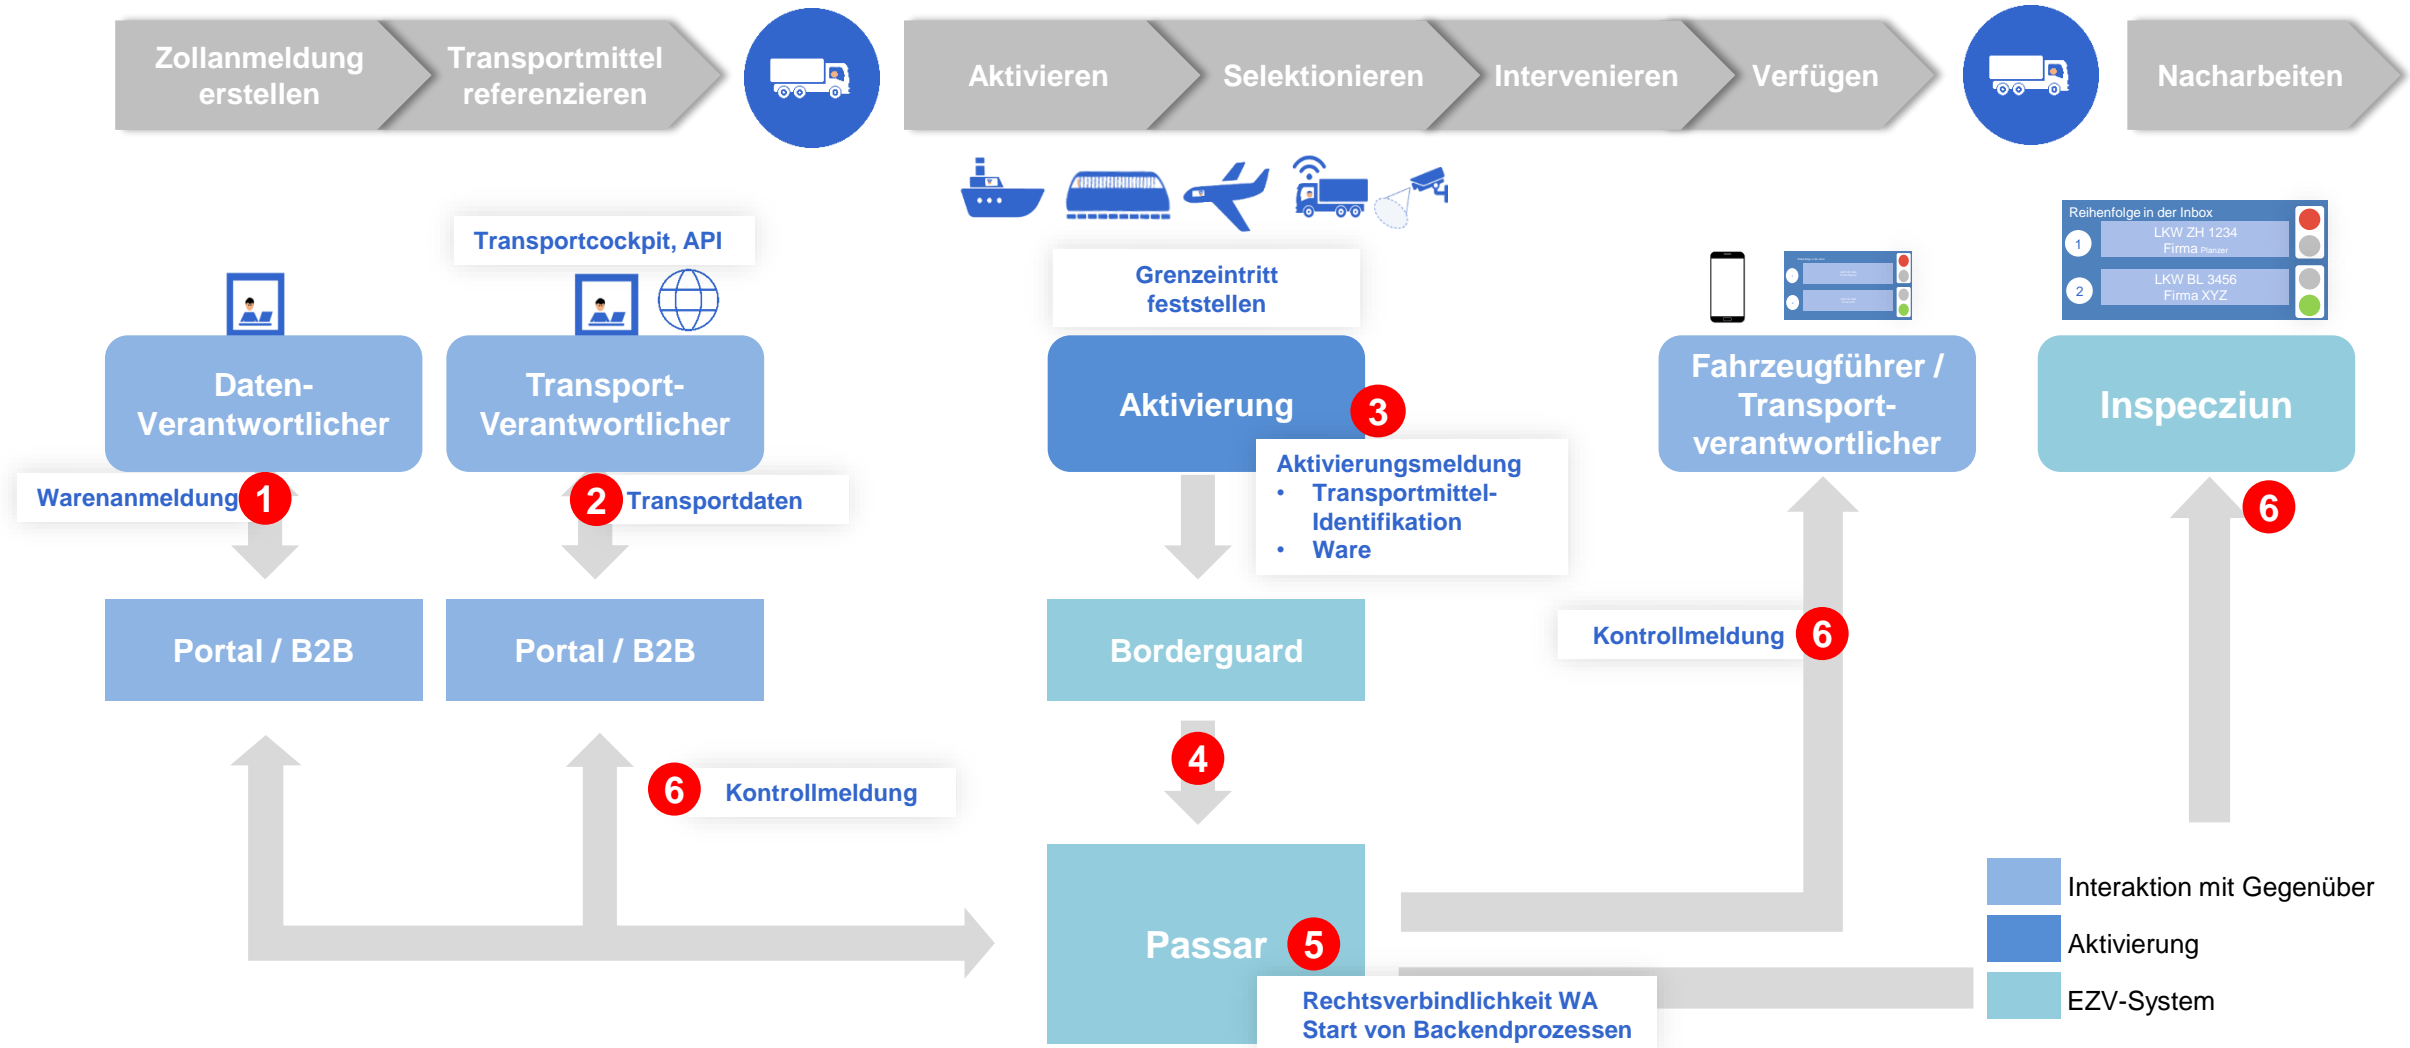 Zollanmeldung
erstellen
Transportmittel
referenzieren
Aktivieren
Selektionieren
Intervenieren
Verfügen
Nacharbeiten
Transportcockpit, API
Grenzeintritt
feststellen
Reihenfolge in der Inbox
1
LKW ZH 1234
Firma Planzer
2
LKW BL 3456
Firma XYZ
Daten-
Verantwortlicher
Transport-
Verantwortlicher
Aktivierung
3
Fahrzeugführer /
Transport-
verantwortlicher
Inspecziun
Warenanmeldung
1
2
Transportdaten
Aktivierungsmeldung
• Transportmittel-
Identifikation
• Ware
6
Portal / B2B
Portal / B2B
Borderguard
Kontrollmeldung
6
4
6
Kontrollmeldung
Passar
5
Rechtsverbindlichkeit WA
Start von Backendprozessen
Interaktion mit Gegenüber
Aktivierung
EZV-System